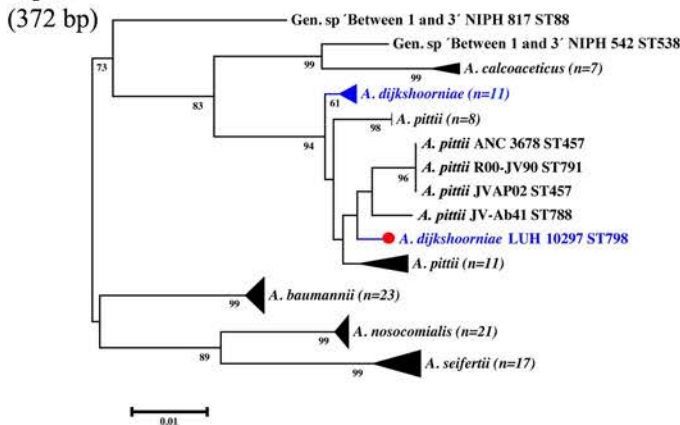 (372 bp)
Gen. sp ´Between 1 and 3´ NIPH 817 ST88
73
Gen. sp ´Between 1 and 3´ NIPH 542 ST538
99
A. calcoaceticus (n=7)
99
83
A. dijkshoorniae (n=11)
61
A. pittii (n=8)
98
94
A. pittii ANC 3678 ST457
A. pittii R00-JV90 ST791
96
A. pittii JVAP02 ST457
A. pittii JV-Ab41 ST788
A. dijkshoorniae LUH 10297 ST798
A. pittii (n=11)
A. baumannii (n=23)
99
A. nosocomialis (n=21)
99
89
A. seifertii (n=17)
99
0.01